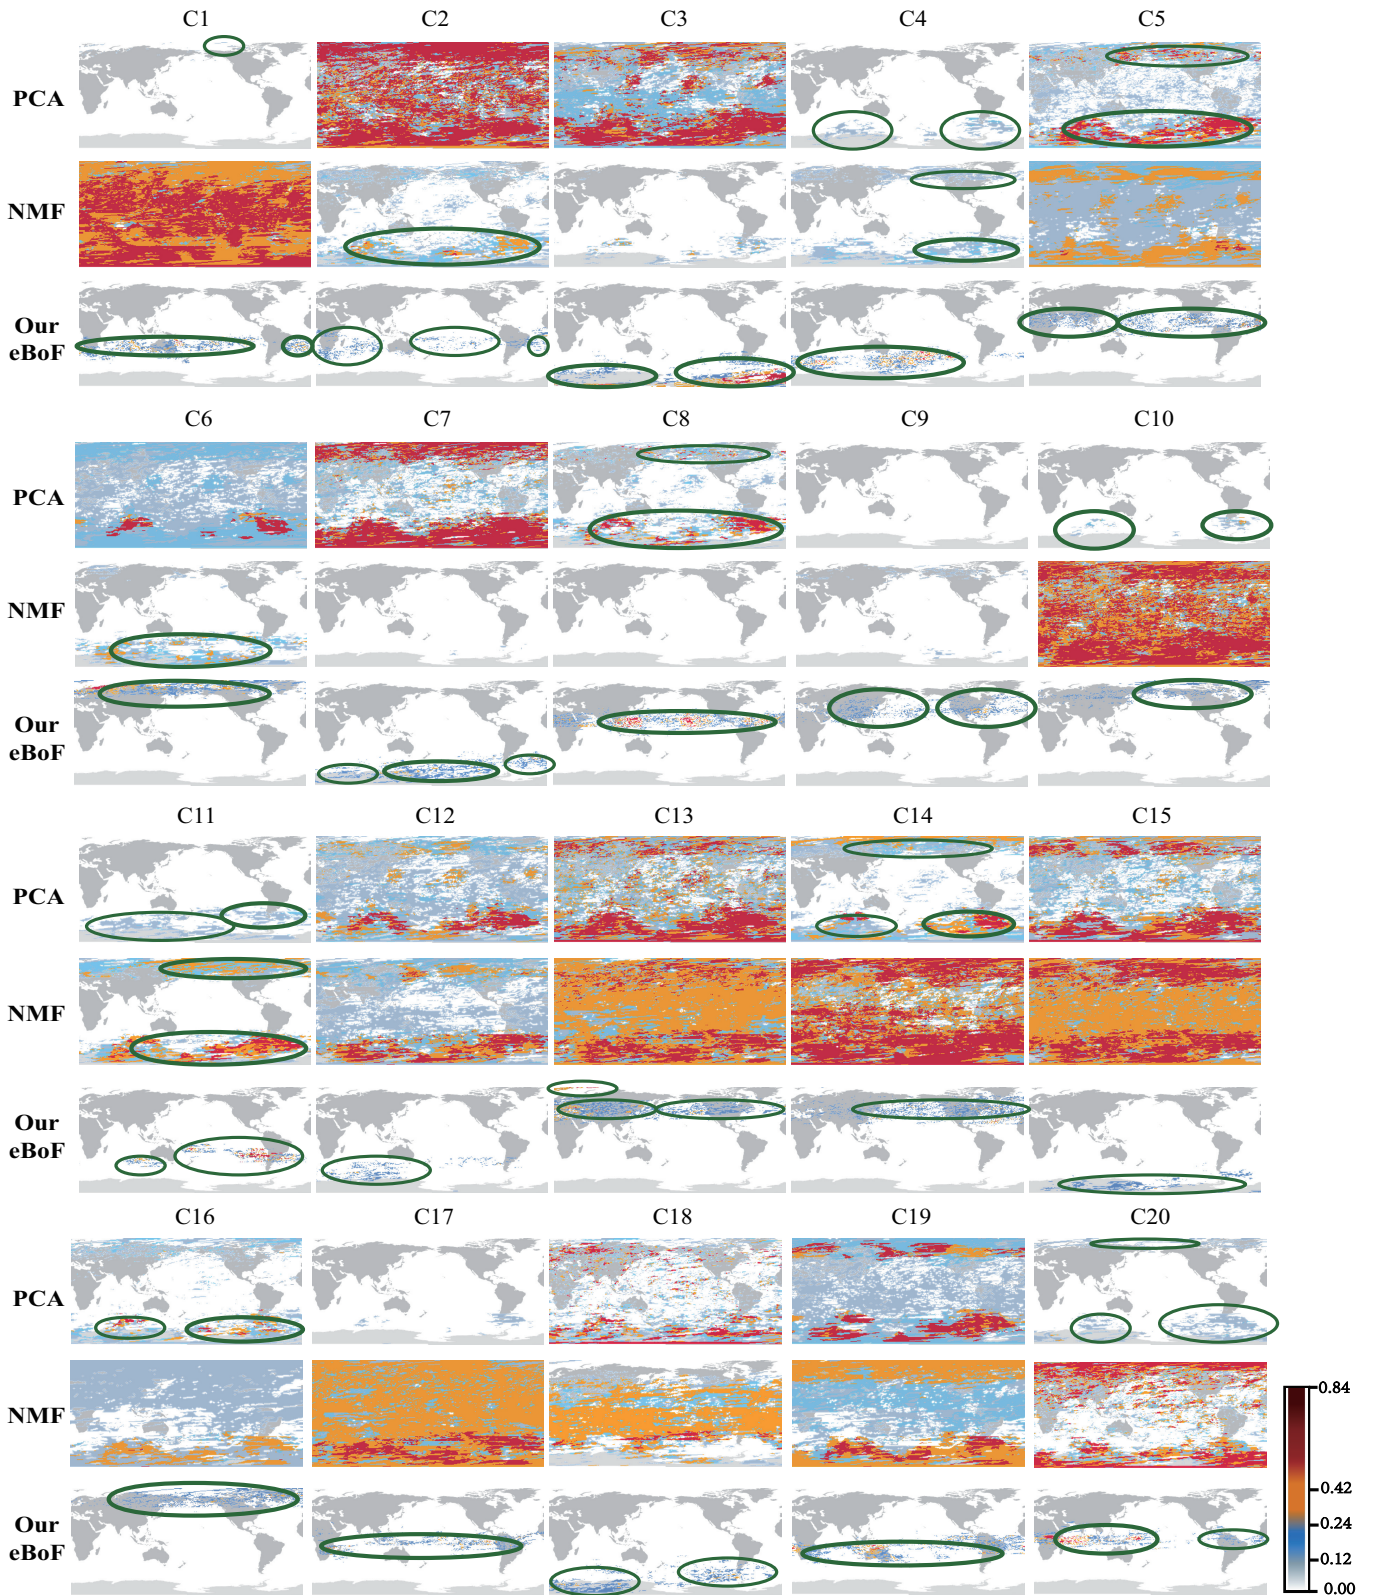 C1 C2 C3 C4 C5
PCA
NMF
Our
eBoF
C6 C7 C8 C9 C10
PCA
NMF
Our
eBoF
C11 C12 C13 C14 C15
PCA
NMF
Our
eBoF
C16 C17 C18 C19 C20
PCA
NMF
Our
eBoF
0.84
0.42
0.24
0.12
0.00